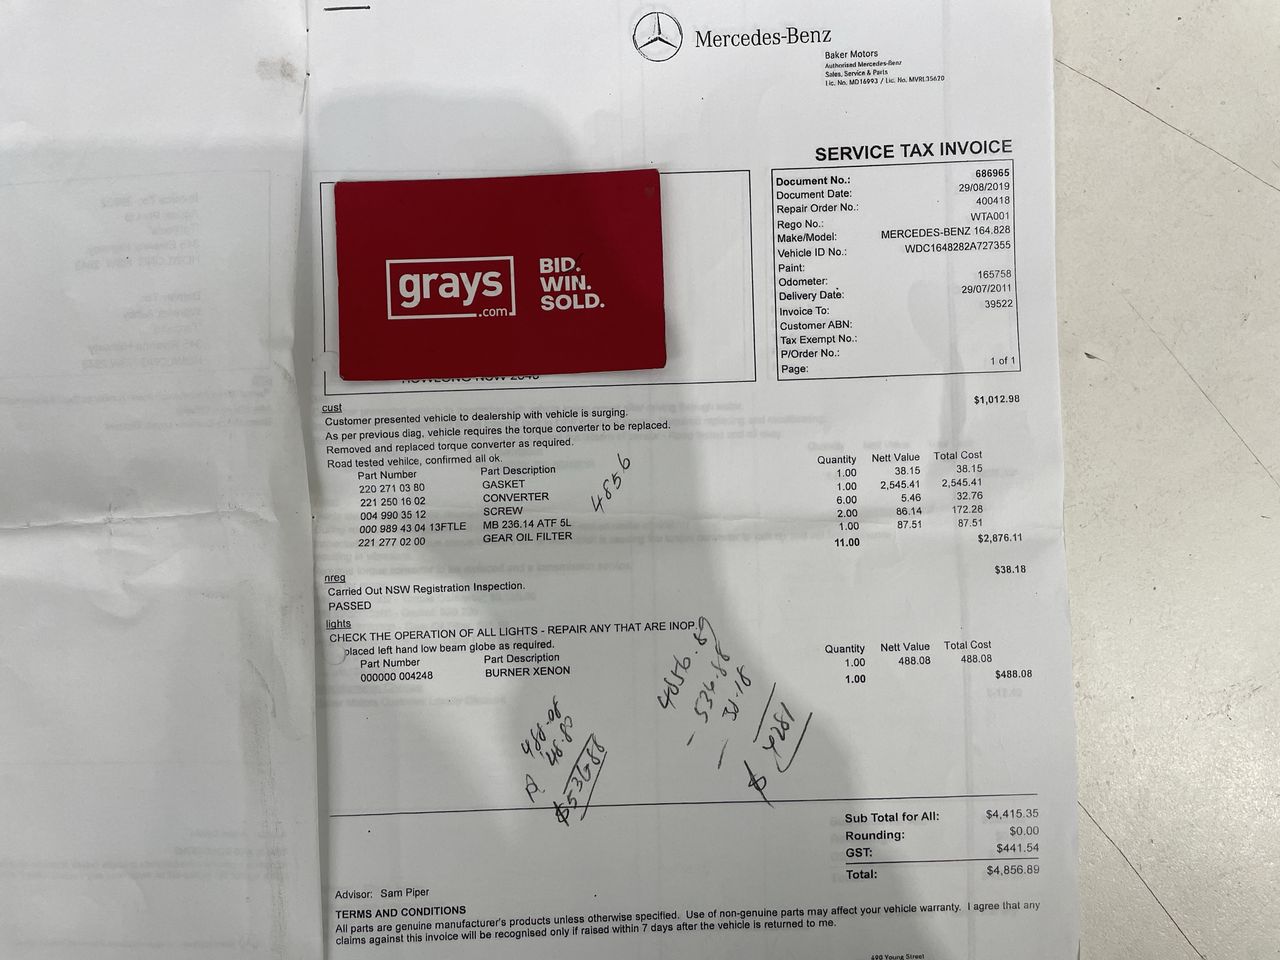 Mercedes-Benz
Baker Motors
Authorised Mercedes-Benz
Sales, Service & Parts
Lic. No. MD16993 / Lic. No. MVRL35620
SERVICE TAX INVOICE
Document No.: 686965
Document Date: 29/08/2019
Repair Order No.: 400418
Rego No.: WTA001
Make/Model: MERCEDES-BENZ 164.828
Vehicle ID No.: WDC1648282A727355
Paint:
Odometer: 165758
Delivery Date: 29/07/2011
Invoice To: 39522
Customer ABN:
Tax Exempt No.:
P/Order No.:
Page: 1 of 1
grays
.com
BID.
WIN.
SOLD.
cust $1,012.98
Customer presented vehicle to dealership with vehicle is surging.
As per previous diag, vehicle requires the torque converter to be replaced.
Removed and replaced torque converter as required.
Road tested vehilce, confirmed all ok.
Part Number Part Description Quantity Nett Value Total Cost
220 271 03 80 GASKET 1.00 38.15 38.15
221 250 16 02 CONVERTER 1.00 2,545.41 2,545.41
004 990 35 12 SCREW 6.00 5.46 32.76
000 989 43 04 13FTLE MB 236.14 ATF 5L 2.00 86.14 172.28
221 277 02 00 GEAR OIL FILTER 1.00 87.51 87.51
11.00 $2,876.11
4856
nreg $38.18
Carried Out NSW Registration Inspection.
PASSED
lights
CHECK THE OPERATION OF ALL LIGHTS - REPAIR ANY THAT ARE INOP.
placed left hand low beam globe as required.
Part Number Part Description Quantity Nett Value Total Cost
000000 004248 BURNER XENON 1.00 488.08 488.08
1.00 $488.08
488.08
48.80
$536.88
4856.89
- 536.88
- 38.18
$ 4281
Sub Total for All: $4,415.35
Rounding: $0.00
GST: $441.54
Total: $4,856.89
Advisor: Sam Piper
TERMS AND CONDITIONS
All parts are genuine manufacturer's products unless otherwise specified. Use of non-genuine parts may affect your vehicle warranty. I agree that any
claims against this invoice will be recognised only if raised within 7 days after the vehicle is returned to me.
490 Young Street